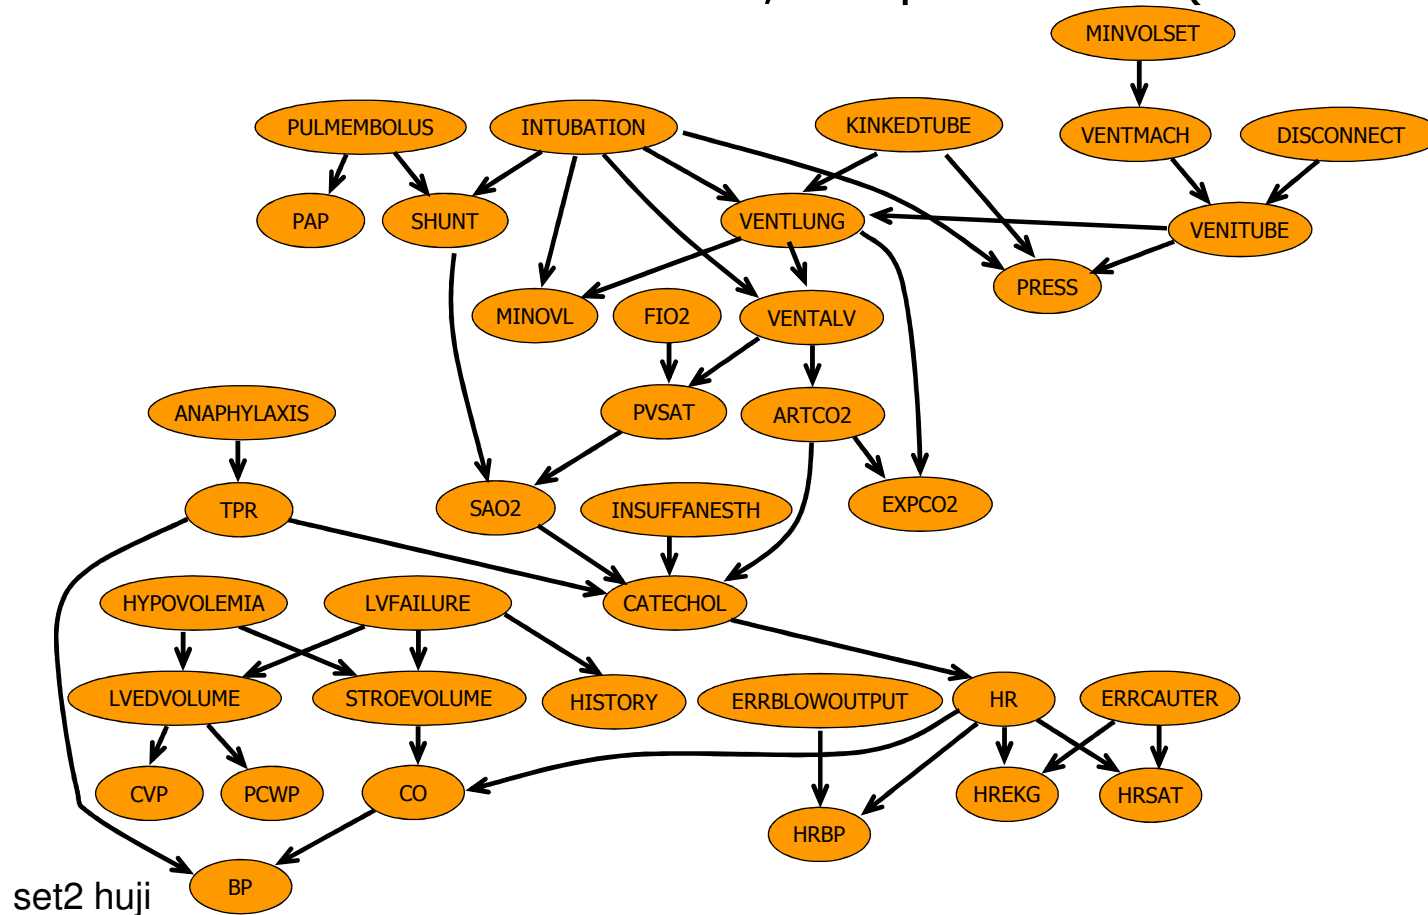 MINVOLSET
PULMEMBOLUS
INTUBATION
KINKEDTUBE
VENTMACH
DISCONNECT
PAP
SHUNT
VENTLUNG
VENITUBE
PRESS
MINOVL
FIO2
VENTALV
ANAPHYLAXIS
PVSAT
ARTCO2
TPR
SAO2
INSUFFANESTH
EXPCO2
HYPOVOLEMIA
LVFAILURE
CATECHOL
LVEDVOLUME
STROEVOLUME
HISTORY
ERRBLOWOUTPUT
HR
ERRCAUTER
CVP
PCWP
CO
HREKG
HRSAT
HRBP
BP
set2 huji